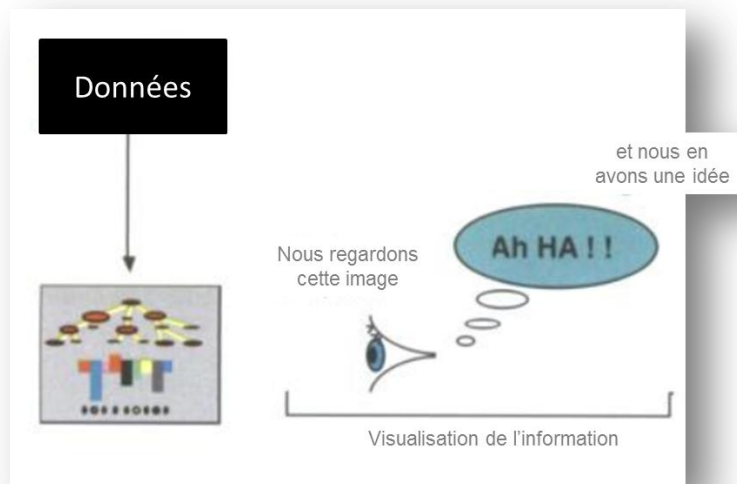 Données
et nous en
avons une idée
Ah HA ! !
Nous regardons
cette image
Visualisation de l'information